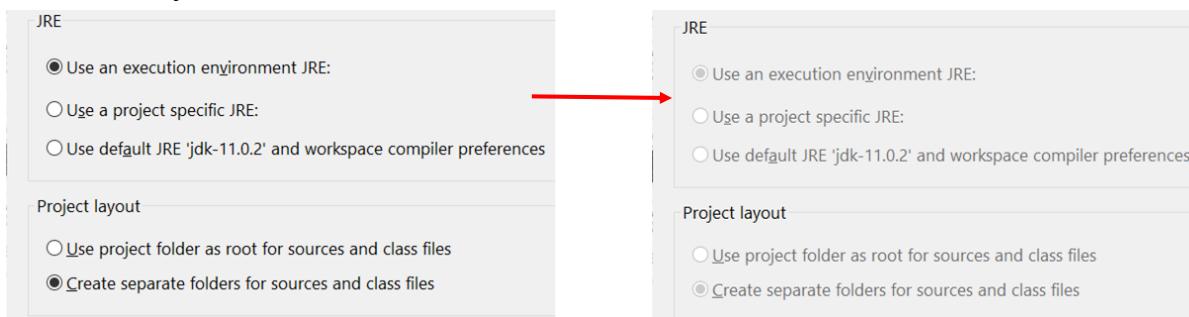 JRE
Use an execution environment JRE:
Use a project specific JRE:
Use default JRE 'jdk-11.0.2' and workspace compiler preferences
Project layout
Use project folder as root for sources and class files
Create separate folders for sources and class files
JRE
Use an execution environment JRE:
Use a project specific JRE:
Use default JRE 'jdk-11.0.2' and workspace compiler preferences
Project layout
Use project folder as root for sources and class files
Create separate folders for sources and class files